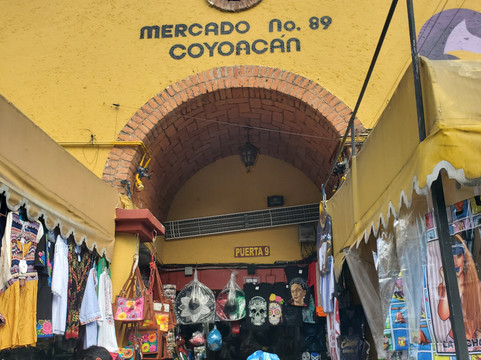 MERCADO No. 89
COYOACÁN
PUERTA 9